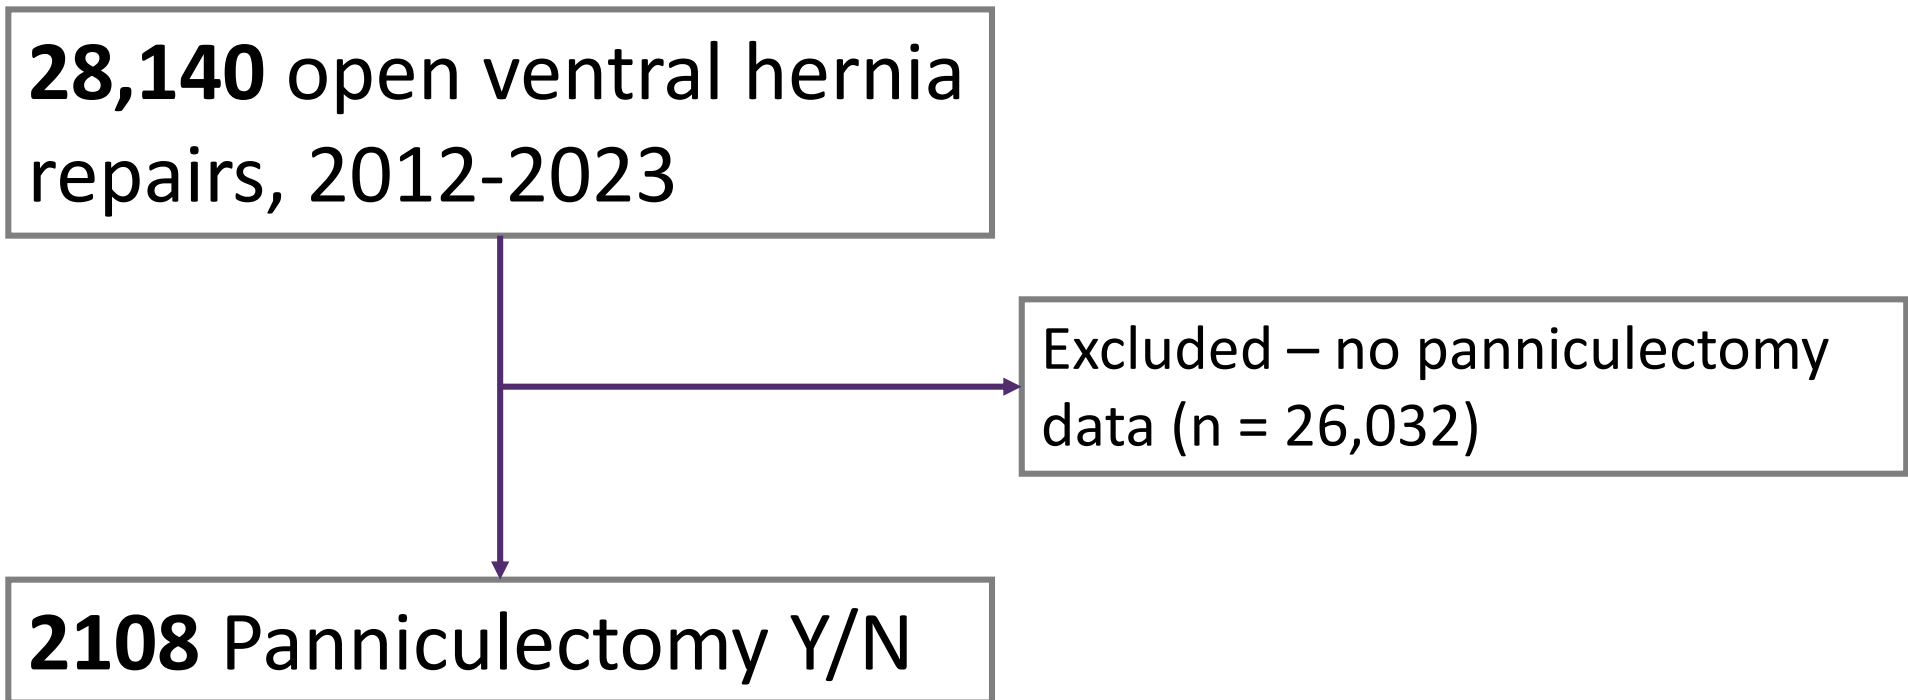 28,140 open ventral hernia
repairs, 2012-2023
Excluded – no panniculectomy
data (n = 26,032)
2108 Panniculectomy Y/N